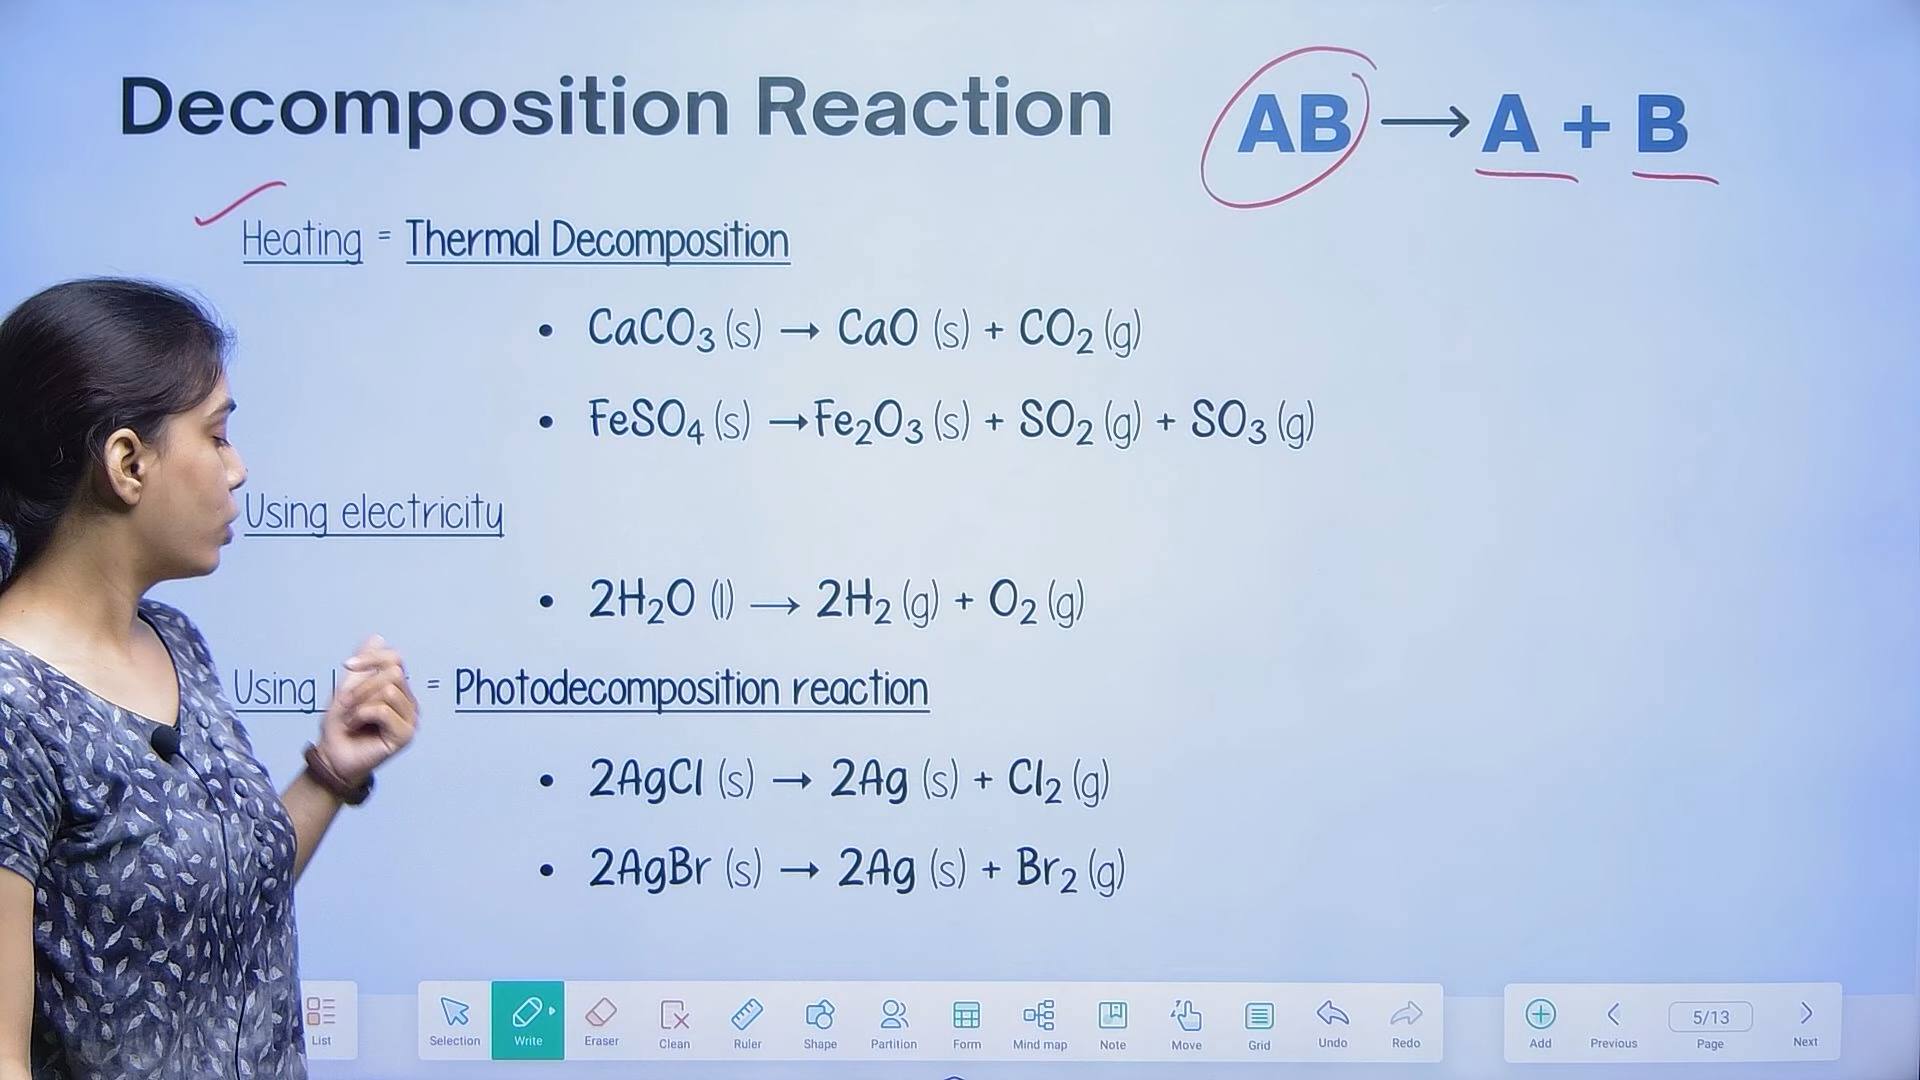 Decomposition Reaction AB → A + B
Heating = Thermal Decomposition
• CaCO₃ (s) → CaO (s) + CO₂ (g)
• FeSO₄ (s) → Fe₂O₃ (s) + SO₂ (g) + SO₃ (g)
Using electricity
• 2H₂O (l) → 2H₂ (g) + O₂ (g)
Using = Photodecomposition reaction
• 2AgCl (s) → 2Ag (s) + Cl₂ (g)
• 2AgBr (s) → 2Ag (s) + Br₂ (g)
List Selection Write Eraser Clean Ruler Shape Partition Form Mind map Note Move Grid Undo Redo Add Previous 5/13 Page Next